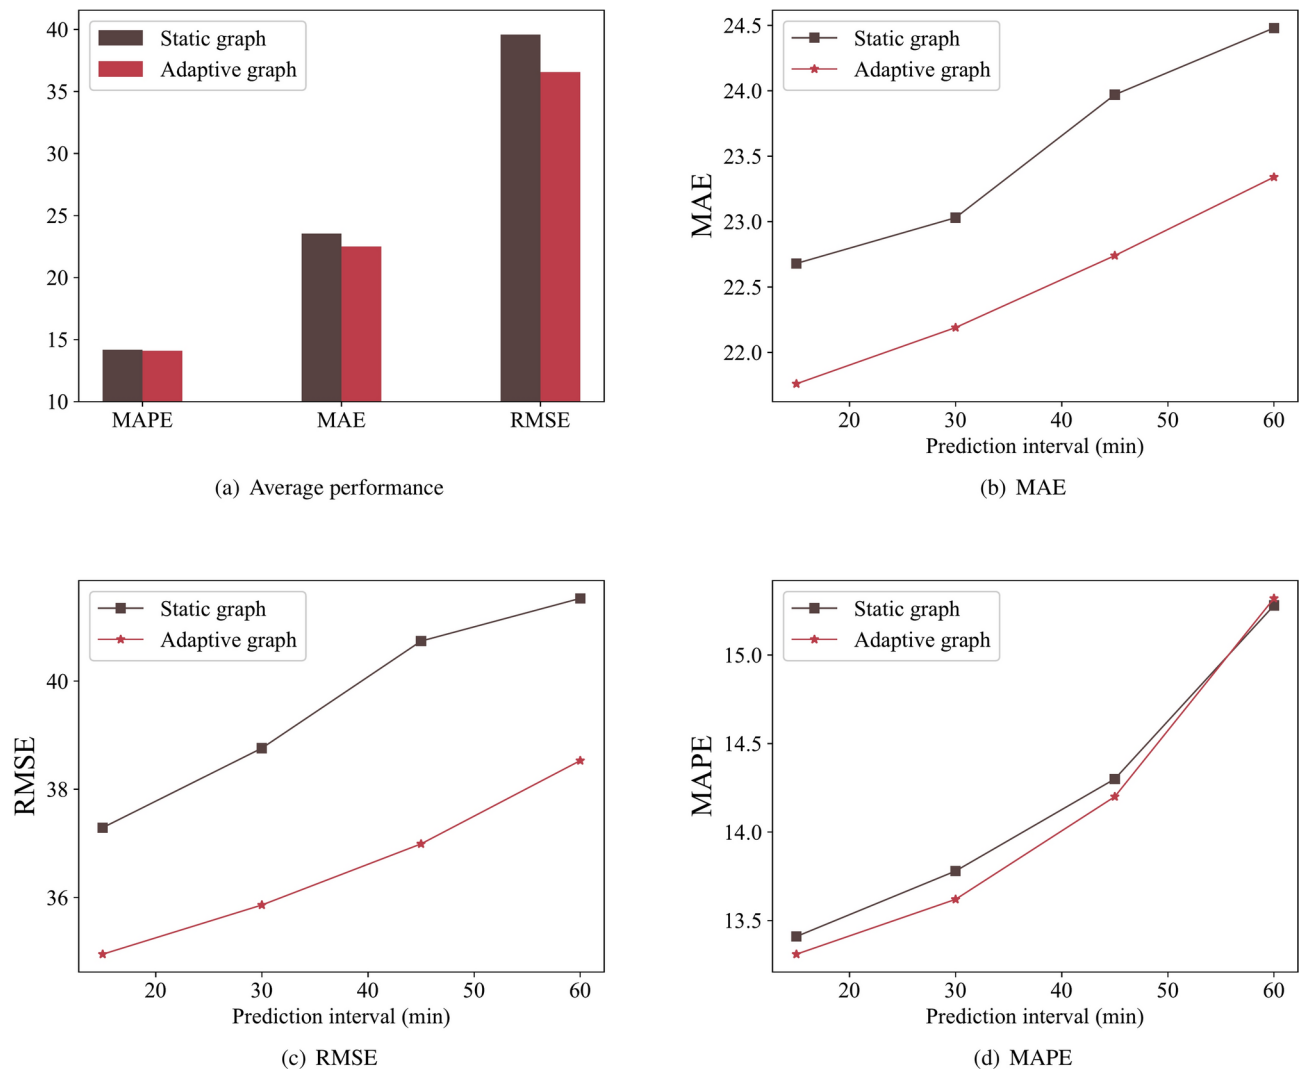 40
35
30
25
20
15
10
Static graph
Adaptive graph
MAPE MAE RMSE
(a) Average performance
24.5
24.0
23.5
23.0
22.5
22.0
MAE
Static graph
Adaptive graph
20 30 40 50 60
Prediction interval (min)
(b) MAE
40
38
36
RMSE
Static graph
Adaptive graph
20 30 40 50 60
Prediction interval (min)
(c) RMSE
15.0
14.5
14.0
13.5
MAPE
Static graph
Adaptive graph
20 30 40 50 60
Prediction interval (min)
(d) MAPE